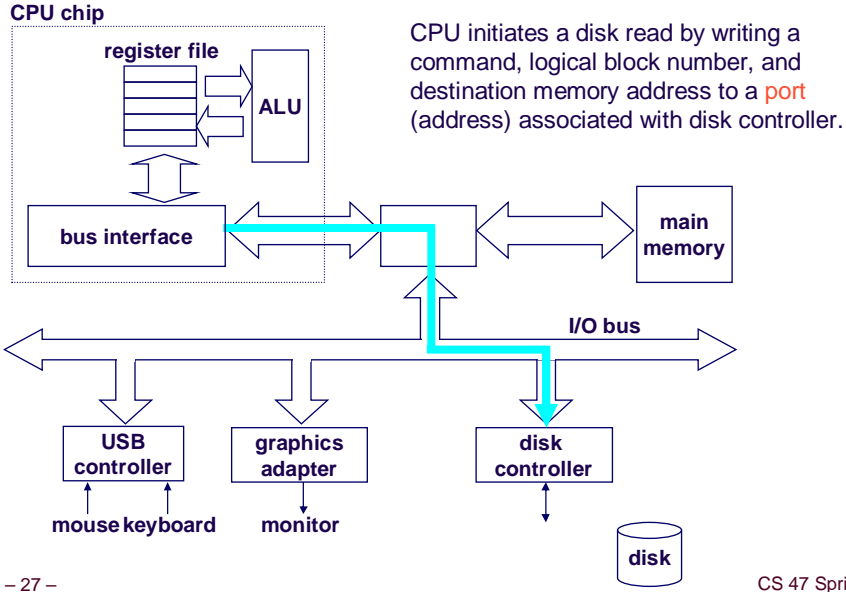 CPU chip
register file
ALU
CPU initiates a disk read by writing a
command, logical block number, and
destination memory address to a port
(address) associated with disk controller.
bus interface
main
memory
I/O bus
USB
controller
graphics
adapter
disk
controller
mouse keyboard
monitor
disk
– 27 –
CS 47 Spri